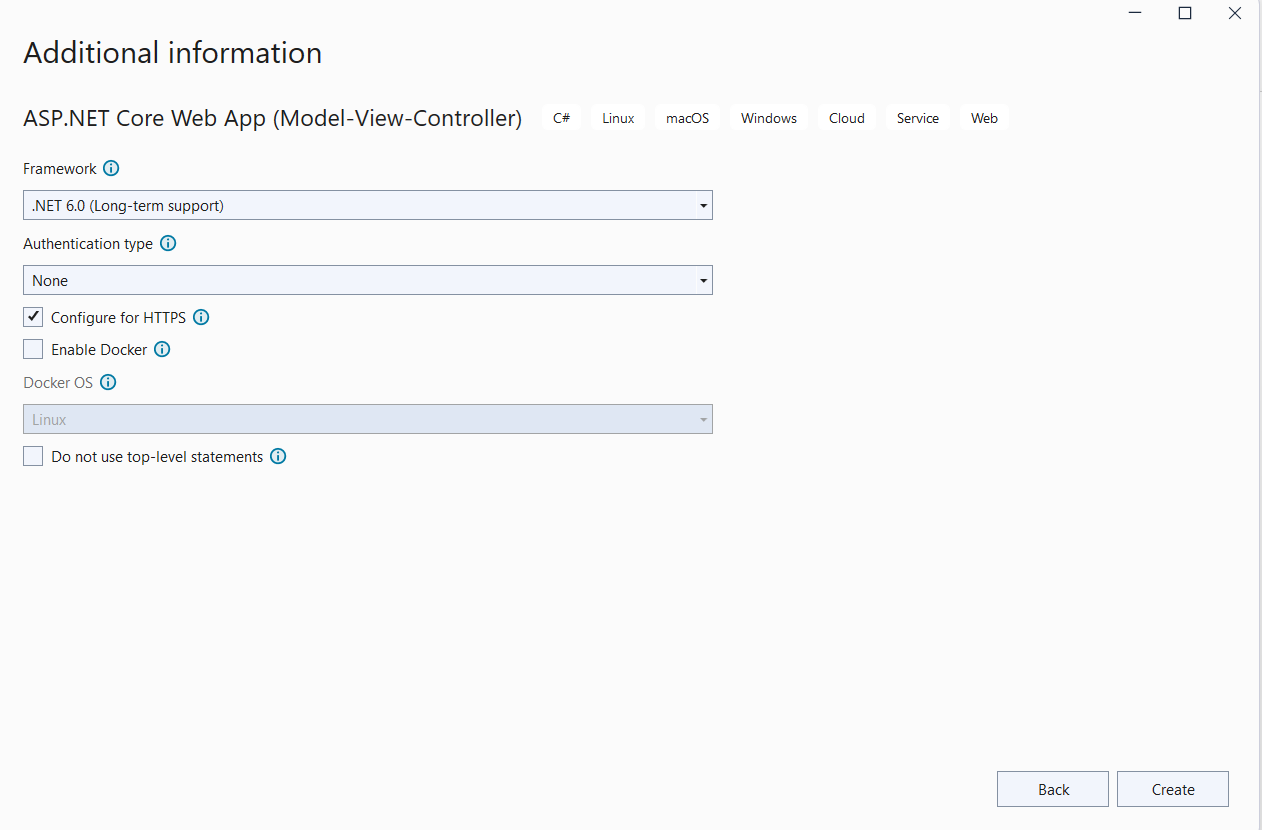 Additional information
ASP.NET Core Web App (Model-View-Controller) C# Linux macOS Windows Cloud Service Web
Framework
.NET 6.0 (Long-term support)
Authentication type
None
Configure for HTTPS
Enable Docker
Docker OS
Linux
Do not use top-level statements
Back Create